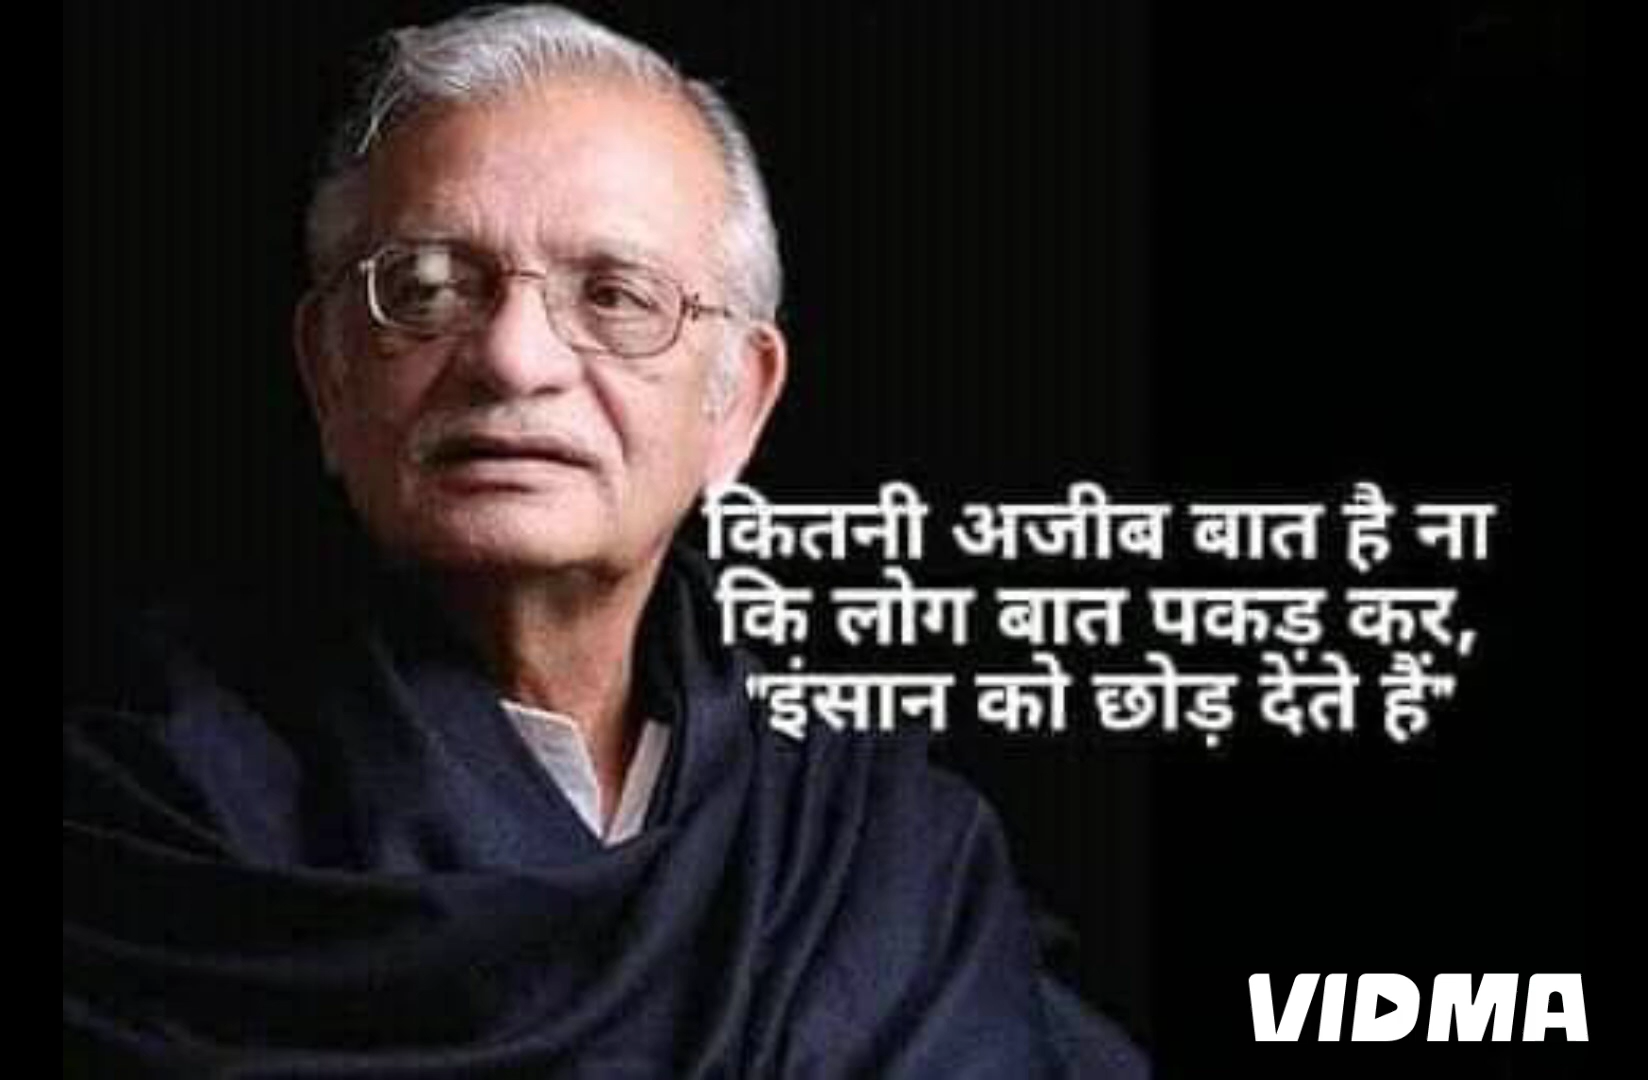 कितनी अजीब बात है ना
कि लोग बात पकड़ कर,
"इंसान को छोड़ देते हैं"
VIDMA